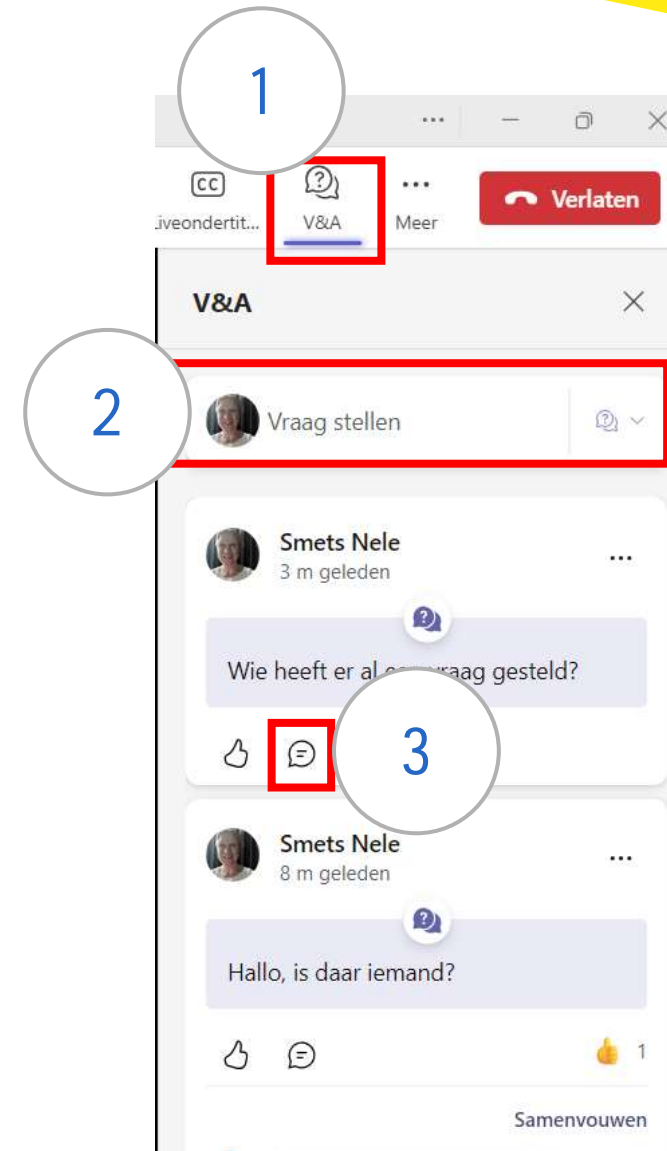 1
CC
Liveondertit...
V&A
Meer
Verlaten
V&A
2
Vraag stellen
Smets Nele
3 m geleden
Wie heeft er al vraag gesteld?
3
Smets Nele
8 m geleden
Hallo, is daar iemand?
1
Samenvouwen